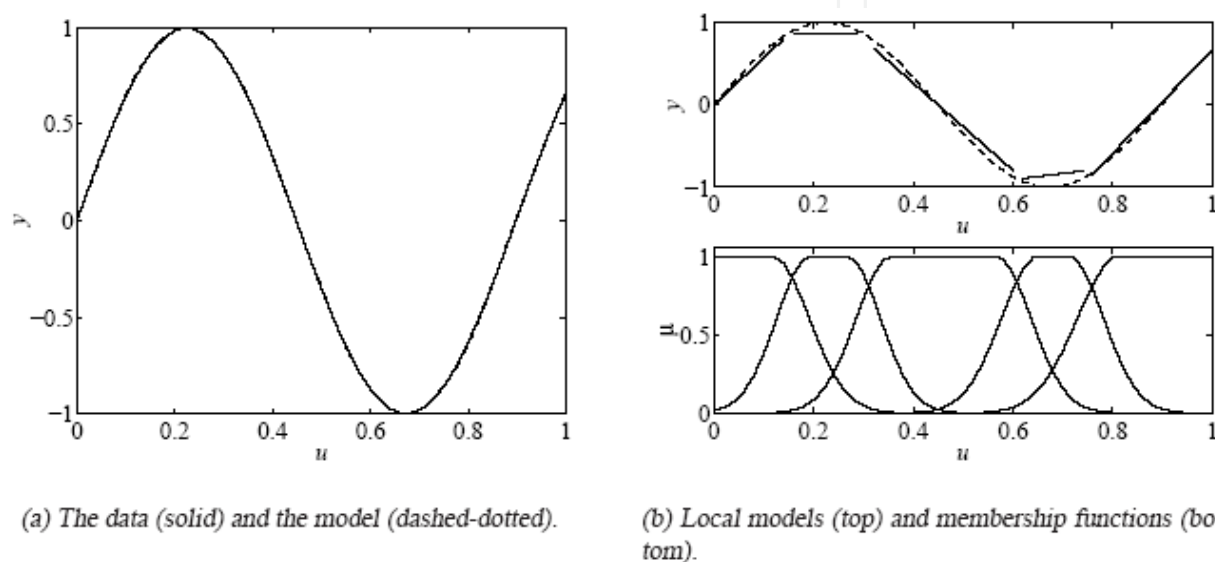 1
0.5
0
−0.5
−1
y
0 0.2 0.4 0.6 0.8 1
u
1
0
−1
y
0 0.2 0.4 0.6 0.8 1
u
1
0.5
0
μ
0 0.2 0.4 0.6 0.8 1
u
(a) The data (solid) and the model (dashed-dotted).
(b) Local models (top) and membership functions (bo
tom).